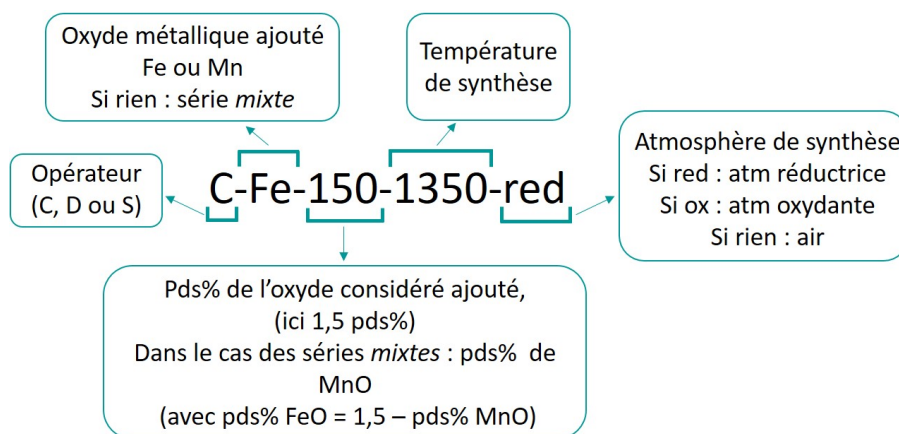 Oxyde métallique ajouté
Fe ou Mn
Si rien : série mixte
Température
de synthèse
Opérateur
(C, D ou S)
C-Fe-150-1350-red
Atmosphère de synthèse
Si red : atm réductrice
Si ox : atm oxydante
Si rien : air
Pds% de l’oxyde considéré ajouté,
(ici 1,5 pds%)
Dans le cas des séries mixtes : pds% de
MnO
(avec pds% FeO = 1,5 – pds% MnO)